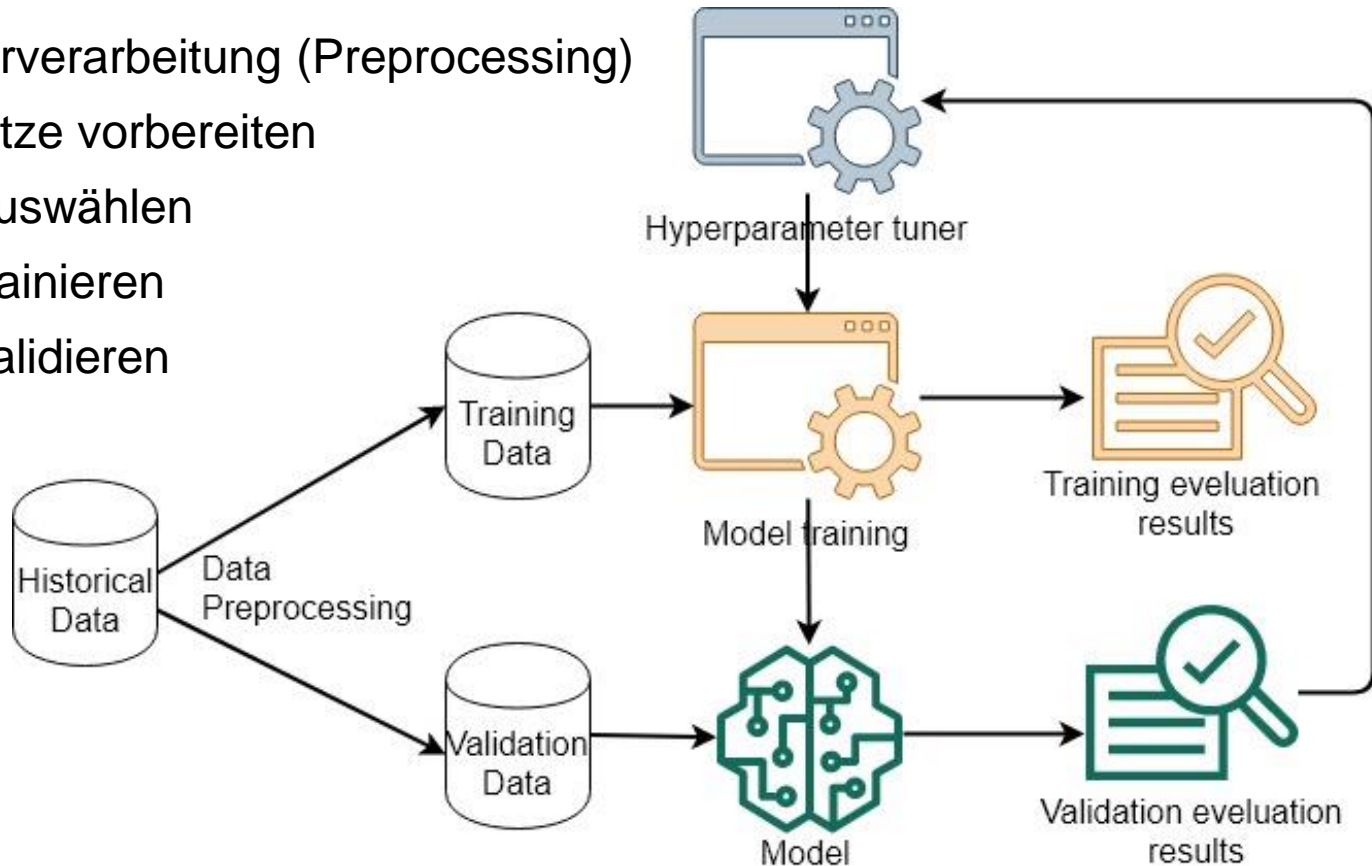 rverarbeitung (Preprocessing)
tze vorbereiten
uswählen
ainieren
alidieren
Hyperparameter tuner
Training
Data
Model training
Training eveluation
results
Historical
Data
Data
Preprocessing
Validation
Data
Model
Validation eveluation
results